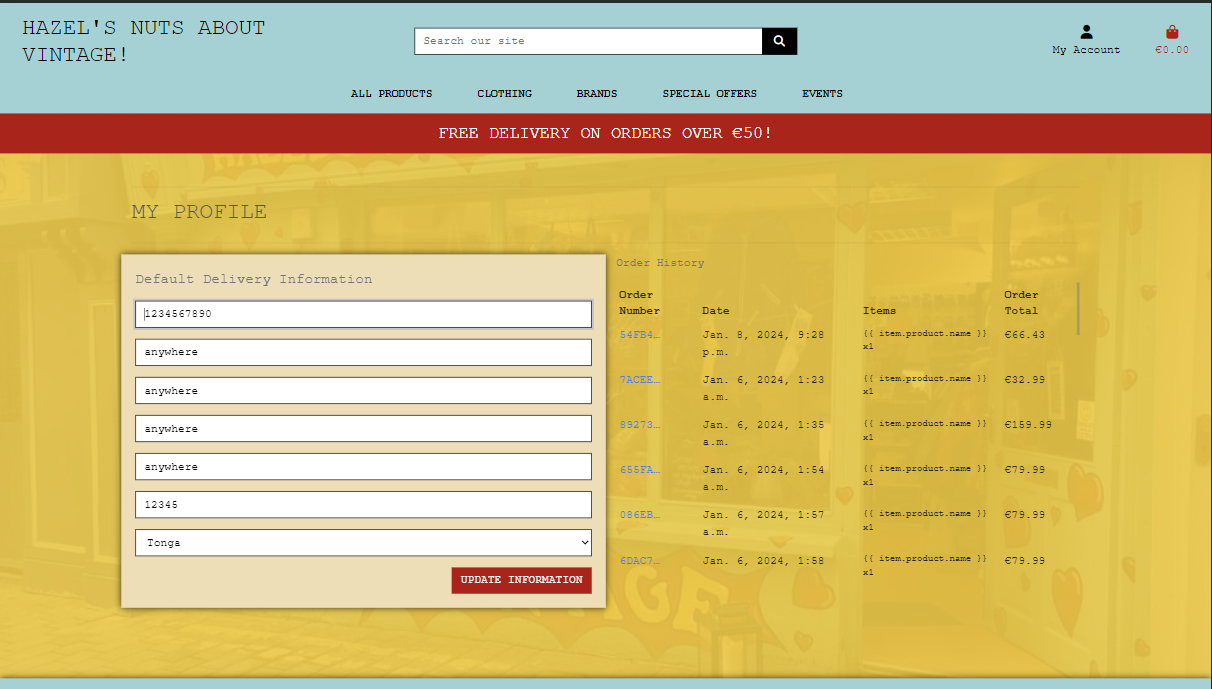 HAZEL'S NUTS ABOUT
VINTAGE!
Search our site
My Account
€0.00
ALL PRODUCTS CLOTHING BRANDS SPECIAL OFFERS EVENTS
FREE DELIVERY ON ORDERS OVER €50!
MY PROFILE
Default Delivery Information
1234567890
anywhere
anywhere
anywhere
anywhere
12345
Tonga
UPDATE INFORMATION
Order History
Order Number Date Items Order Total
54FB4… Jan. 8, 2024, 9:28 p.m. {{ item.product.name }} x1 €66.43
7ACEE… Jan. 6, 2024, 1:23 a.m. {{ item.product.name }} x1 €32.99
89273… Jan. 6, 2024, 1:35 a.m. {{ item.product.name }} x1 €159.99
655FA… Jan. 6, 2024, 1:54 a.m. {{ item.product.name }} x1 €79.99
086EB… Jan. 6, 2024, 1:57 a.m. {{ item.product.name }} x1 €79.99
6DAC7… Jan. 6, 2024, 1:58 {{ item.product.name }} x1 €79.99